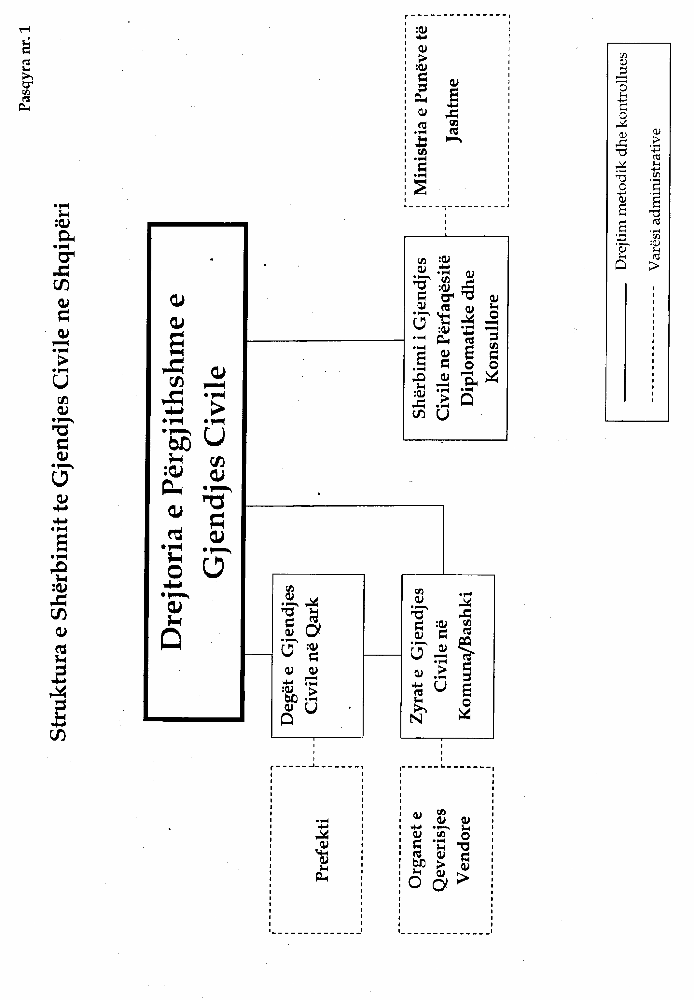 Pasqyra nr. 1
Struktura e Shërbimit te Gjendjes Civile ne Shqipëri
Drejtoria e Përgjithshme e
Gjendjes Civile
Prefekti
Degët e Gjendjes
Civile në Qark
Organet e
Qeverisjes
Vendore
Zyrat e Gjendjes
Civile në
Komuna/Bashki
Shërbimi i Gjendjes
Civile ne Përfaqësitë
Diplomatike dhe
Konsullore
Ministria e Punëve të
Jashtme
Drejtim metodik dhe kontrollues
Varësi administrative